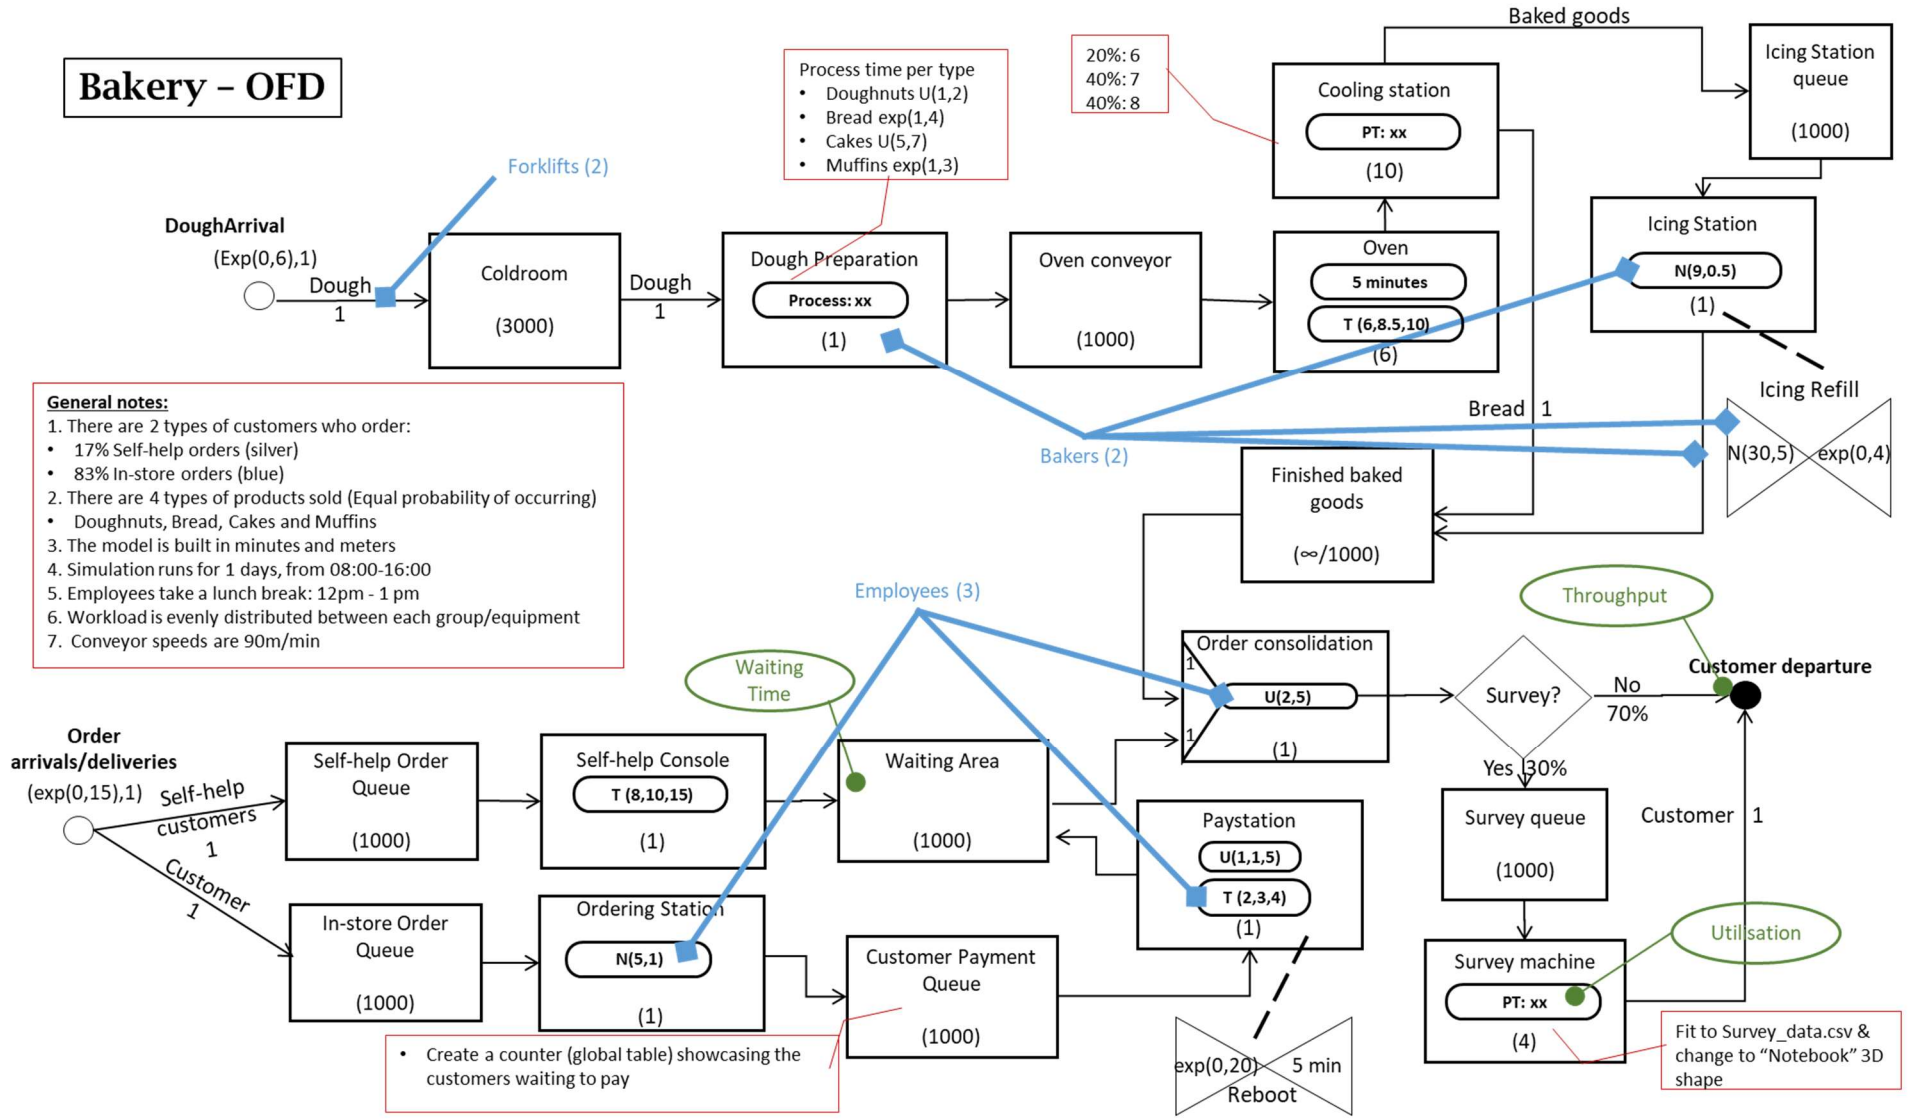 Bakery – OFD
Process time per type
• Doughnuts U(1,2)
• Bread exp(1,4)
• Cakes U(5,7)
• Muffins exp(1,3)
20%: 6
40%: 7
40%: 8
Baked goods
Icing Station
queue
(1000)
Cooling station
PT: xx
(10)
Forklifts (2)
DoughArrival
(Exp(0,6),1)
Dough
1
Coldroom
(3000)
Dough
1
Dough Preparation
Process: xx
(1)
Oven conveyor
(1000)
Oven
5 minutes
T (6,8.5,10)
(6)
Icing Station
N(9,0.5)
(1)
Icing Refill
N(30,5)
exp(0,4)
Bread 1
Bakers (2)
General notes:
1. There are 2 types of customers who order:
• 17% Self-help orders (silver)
• 83% In-store orders (blue)
2. There are 4 types of products sold (Equal probability of occurring)
• Doughnuts, Bread, Cakes and Muffins
3. The model is built in minutes and meters
4. Simulation runs for 1 days, from 08:00-16:00
5. Employees take a lunch break: 12pm - 1 pm
6. Workload is evenly distributed between each group/equipment
7. Conveyor speeds are 90m/min
Finished baked
goods
(∞/1000)
Employees (3)
Waiting
Time
Throughput
Order consolidation
1
U(2,5)
1
(1)
Survey?
No
70%
Customer departure
Yes 30%
Order
arrivals/deliveries
(exp(0,15),1)
Self-help
customers
1
Customer
1
Self-help Order
Queue
(1000)
Self-help Console
T (8,10,15)
(1)
Waiting Area
(1000)
Paystation
U(1,1,5)
T (2,3,4)
(1)
Survey queue
(1000)
Customer 1
In-store Order
Queue
(1000)
Ordering Station
N(5,1)
(1)
Customer Payment
Queue
(1000)
Utilisation
Survey machine
PT: xx
(4)
• Create a counter (global table) showcasing the
customers waiting to pay
exp(0,20)
5 min
Reboot
Fit to Survey_data.csv &
change to “Notebook” 3D
shape